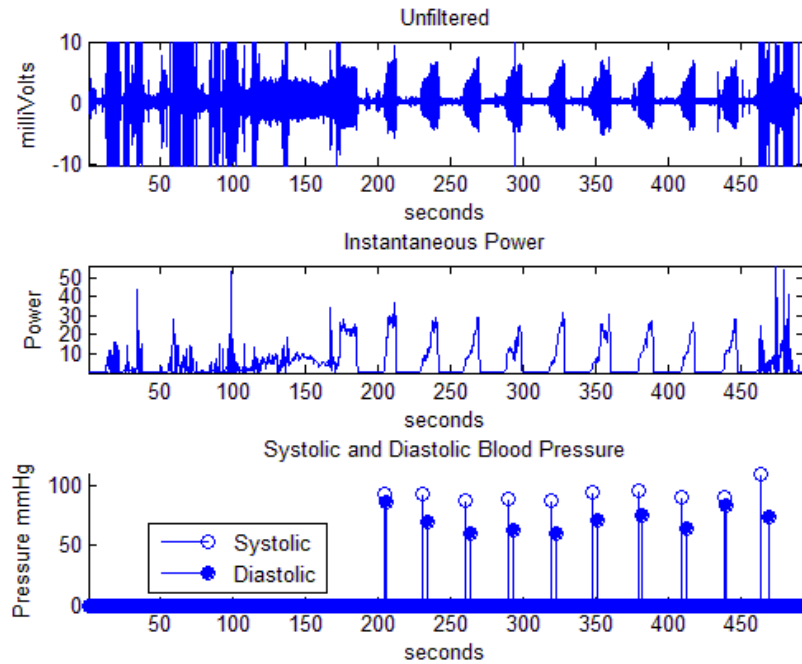 Unfiltered
10
0
-10
milliVolts
50 100 150 200 250 300 350 400 450
seconds
Instantaneous Power
50
40
30
20
10
Power
50 100 150 200 250 300 350 400 450
seconds
Systolic and Diastolic Blood Pressure
100
50
0
Pressure mmHg
Systolic
Diastolic
50 100 150 200 250 300 350 400 450
seconds